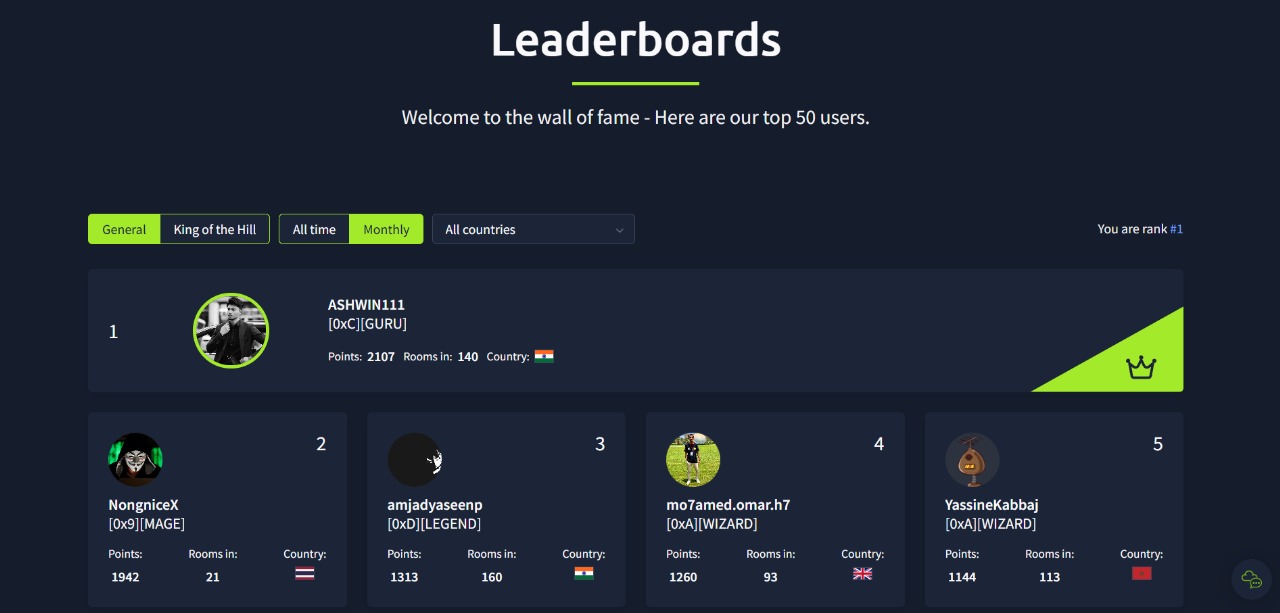 Leaderboards
Welcome to the wall of fame - Here are our top 50 users.
General King of the Hill All time Monthly All countries You are rank #1
1
ASHWIN111
[0xC][GURU]
Points: 2107 Rooms in: 140 Country:
2
NongniceX
[0x9][MAGE]
Points: Rooms in: Country:
1942 21
3
amjadyaseenp
[0xD][LEGEND]
Points: Rooms in: Country:
1313 160
4
mo7amed.omar.h7
[0xA][WIZARD]
Points: Rooms in: Country:
1260 93
5
YassineKabbaj
[0xA][WIZARD]
Points: Rooms in: Country:
1144 113